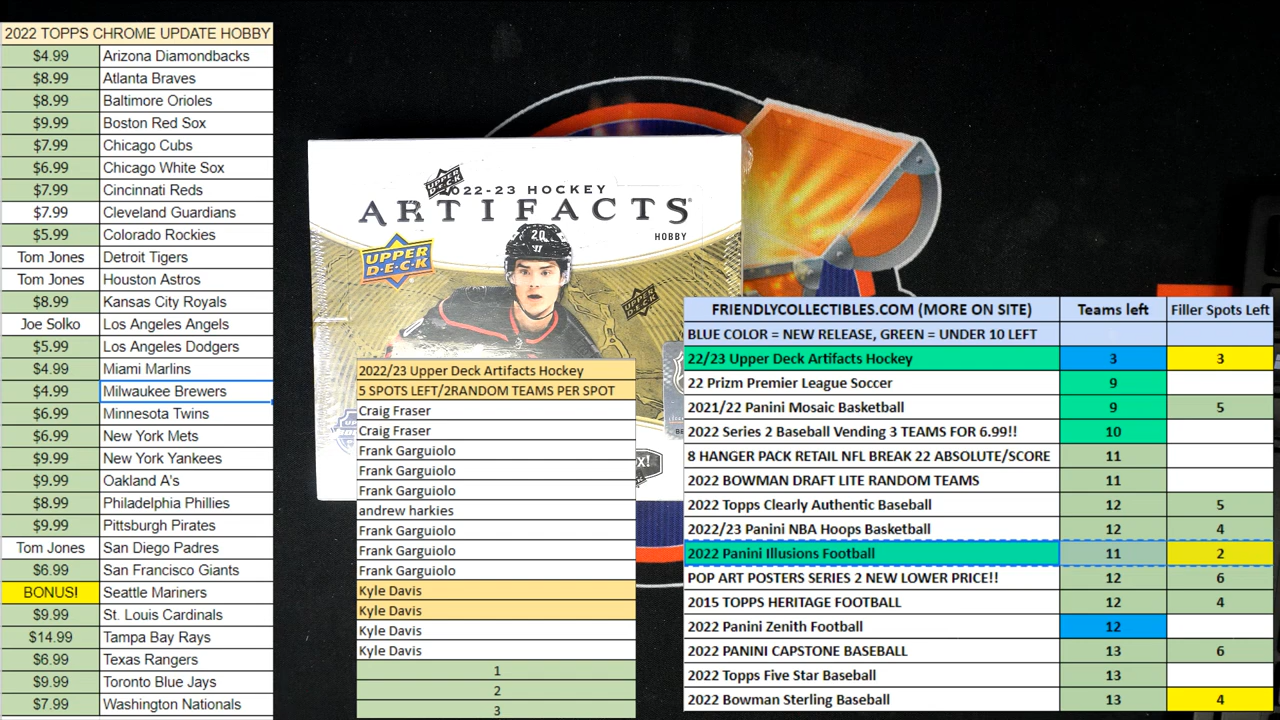 2022 TOPPS CHROME UPDATE HOBBY
$4.99 Arizona Diamondbacks
$8.99 Atlanta Braves
$8.99 Baltimore Orioles
$9.99 Boston Red Sox
$7.99 Chicago Cubs
$6.99 Chicago White Sox
$7.99 Cincinnati Reds
$7.99 Cleveland Guardians
$5.99 Colorado Rockies
Tom Jones Detroit Tigers
Tom Jones Houston Astros
$8.99 Kansas City Royals
Joe Solko Los Angeles Angels
$5.99 Los Angeles Dodgers
$4.99 Miami Marlins
$4.99 Milwaukee Brewers
$6.99 Minnesota Twins
$6.99 New York Mets
$9.99 New York Yankees
$9.99 Oakland A's
$8.99 Philadelphia Phillies
$9.99 Pittsburgh Pirates
Tom Jones San Diego Padres
$6.99 San Francisco Giants
BONUS! Seattle Mariners
$9.99 St. Louis Cardinals
$14.99 Tampa Bay Rays
$6.99 Texas Rangers
$9.99 Toronto Blue Jays
$7.99 Washington Nationals
UPPER DECK
022-23 HOCKEY
ARTIFACTS
HOBBY
UPPER DECK
20
UPPER DECK
2022/23 Upper Deck Artifacts Hockey
5 SPOTS LEFT/2RANDOM TEAMS PER SPOT
Craig Fraser
Craig Fraser
Frank Garguiolo
Frank Garguiolo
Frank Garguiolo
andrew harkies
Frank Garguiolo
Frank Garguiolo
Frank Garguiolo
Kyle Davis
Kyle Davis
Kyle Davis
Kyle Davis
1
2
3
FRIENDLYCOLLECTIBLES.COM (MORE ON SITE) Teams left Filler Spots Left
BLUE COLOR = NEW RELEASE, GREEN = UNDER 10 LEFT
22/23 Upper Deck Artifacts Hockey 3 3
22 Prizm Premier League Soccer 9
2021/22 Panini Mosaic Basketball 9 5
2022 Series 2 Baseball Vending 3 TEAMS FOR 6.99!! 10
8 HANGER PACK RETAIL NFL BREAK 22 ABSOLUTE/SCORE 11
2022 BOWMAN DRAFT LITE RANDOM TEAMS 11
2022 Topps Clearly Authentic Baseball 12 5
2022/23 Panini NBA Hoops Basketball 12 4
2022 Panini Illusions Football 11 2
POP ART POSTERS SERIES 2 NEW LOWER PRICE!! 12 6
2015 TOPPS HERITAGE FOOTBALL 12 4
2022 Panini Zenith Football 12
2022 PANINI CAPSTONE BASEBALL 13 6
2022 Topps Five Star Baseball 13
2022 Bowman Sterling Baseball 13 4